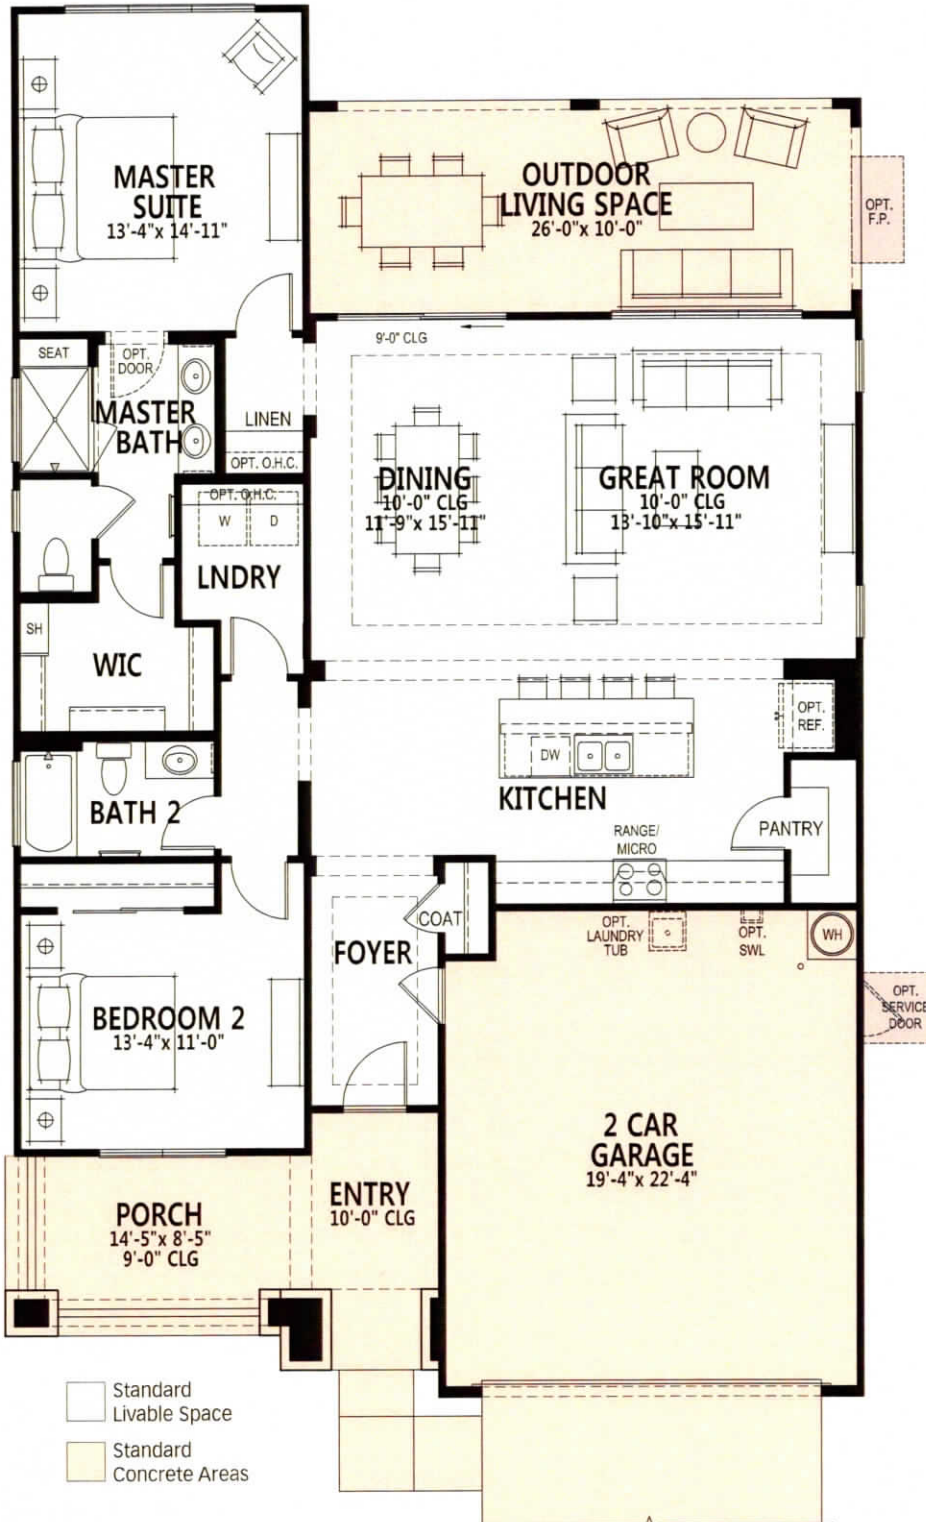 MASTER
SUITE
13'-4"x 14'-11"
OUTDOOR
LIVING SPACE
26'-0"x 10'-0"
OPT.
F.P.
9'-0" CLG
SEAT
OPT.
DOOR
MASTER
BATH
LINEN
OPT. O.H.C.
DINING
10'-0" CLG
11'-9"x 15'-11"
GREAT ROOM
10'-0" CLG
13'-10"x 15'-11"
OPT. O.H.C.
W
D
LNDRY
SH
WIC
OPT.
REF.
DW
KITCHEN
BATH 2
RANGE/
MICRO
PANTRY
COAT
FOYER
OPT.
LAUNDRY
TUB
OPT.
SWL
WH
OPT.
SERVICE
DOOR
BEDROOM 2
13'-4"x 11'-0"
2 CAR
GARAGE
19'-4"x 22'-4"
PORCH
14'-5"x 8'-5"
9'-0" CLG
ENTRY
10'-0" CLG
Standard
Livable Space
Standard
Concrete Areas